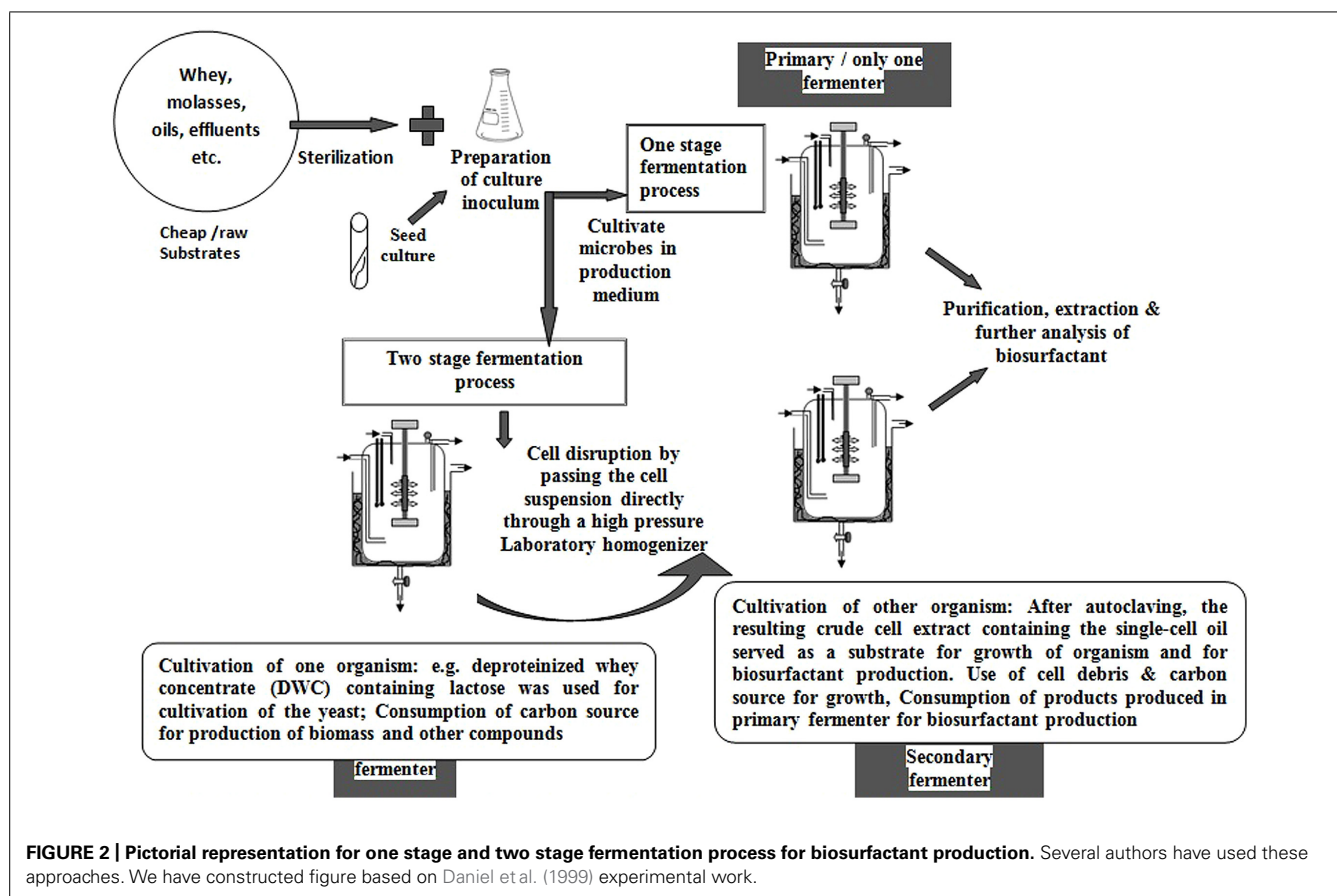 Whey,
molasses,
oils, effluents
etc.
Cheap /raw
Substrates
Sterilization
Seed
culture
Preparation
of culture
inoculum
Cultivate
microbes in
production
medium
One stage
fermentation
process
Primary / only one
fermenter
Purification, extraction &
further analysis of
biosurfactant
Two stage fermentation
process
Cell disruption by
passing the cell
suspension directly
through a high pressure
Laboratory homogenizer
Cultivation of one organism: e.g. deproteinized whey
concentrate (DWC) containing lactose was used for
cultivation of the yeast; Consumption of carbon source
for production of biomass and other compounds
fermenter
Cultivation of other organism: After autoclaving, the
resulting crude cell extract containing the single-cell oil
served as a substrate for growth of organism and for
biosurfactant production. Use of cell debris & carbon
source for growth, Consumption of products produced in
primary fermenter for biosurfactant production
Secondary
fermenter
FIGURE 2 | Pictorial representation for one stage and two stage fermentation process for biosurfactant production. Several authors have used these
approaches. We have constructed figure based on Daniel et al. (1999) experimental work.